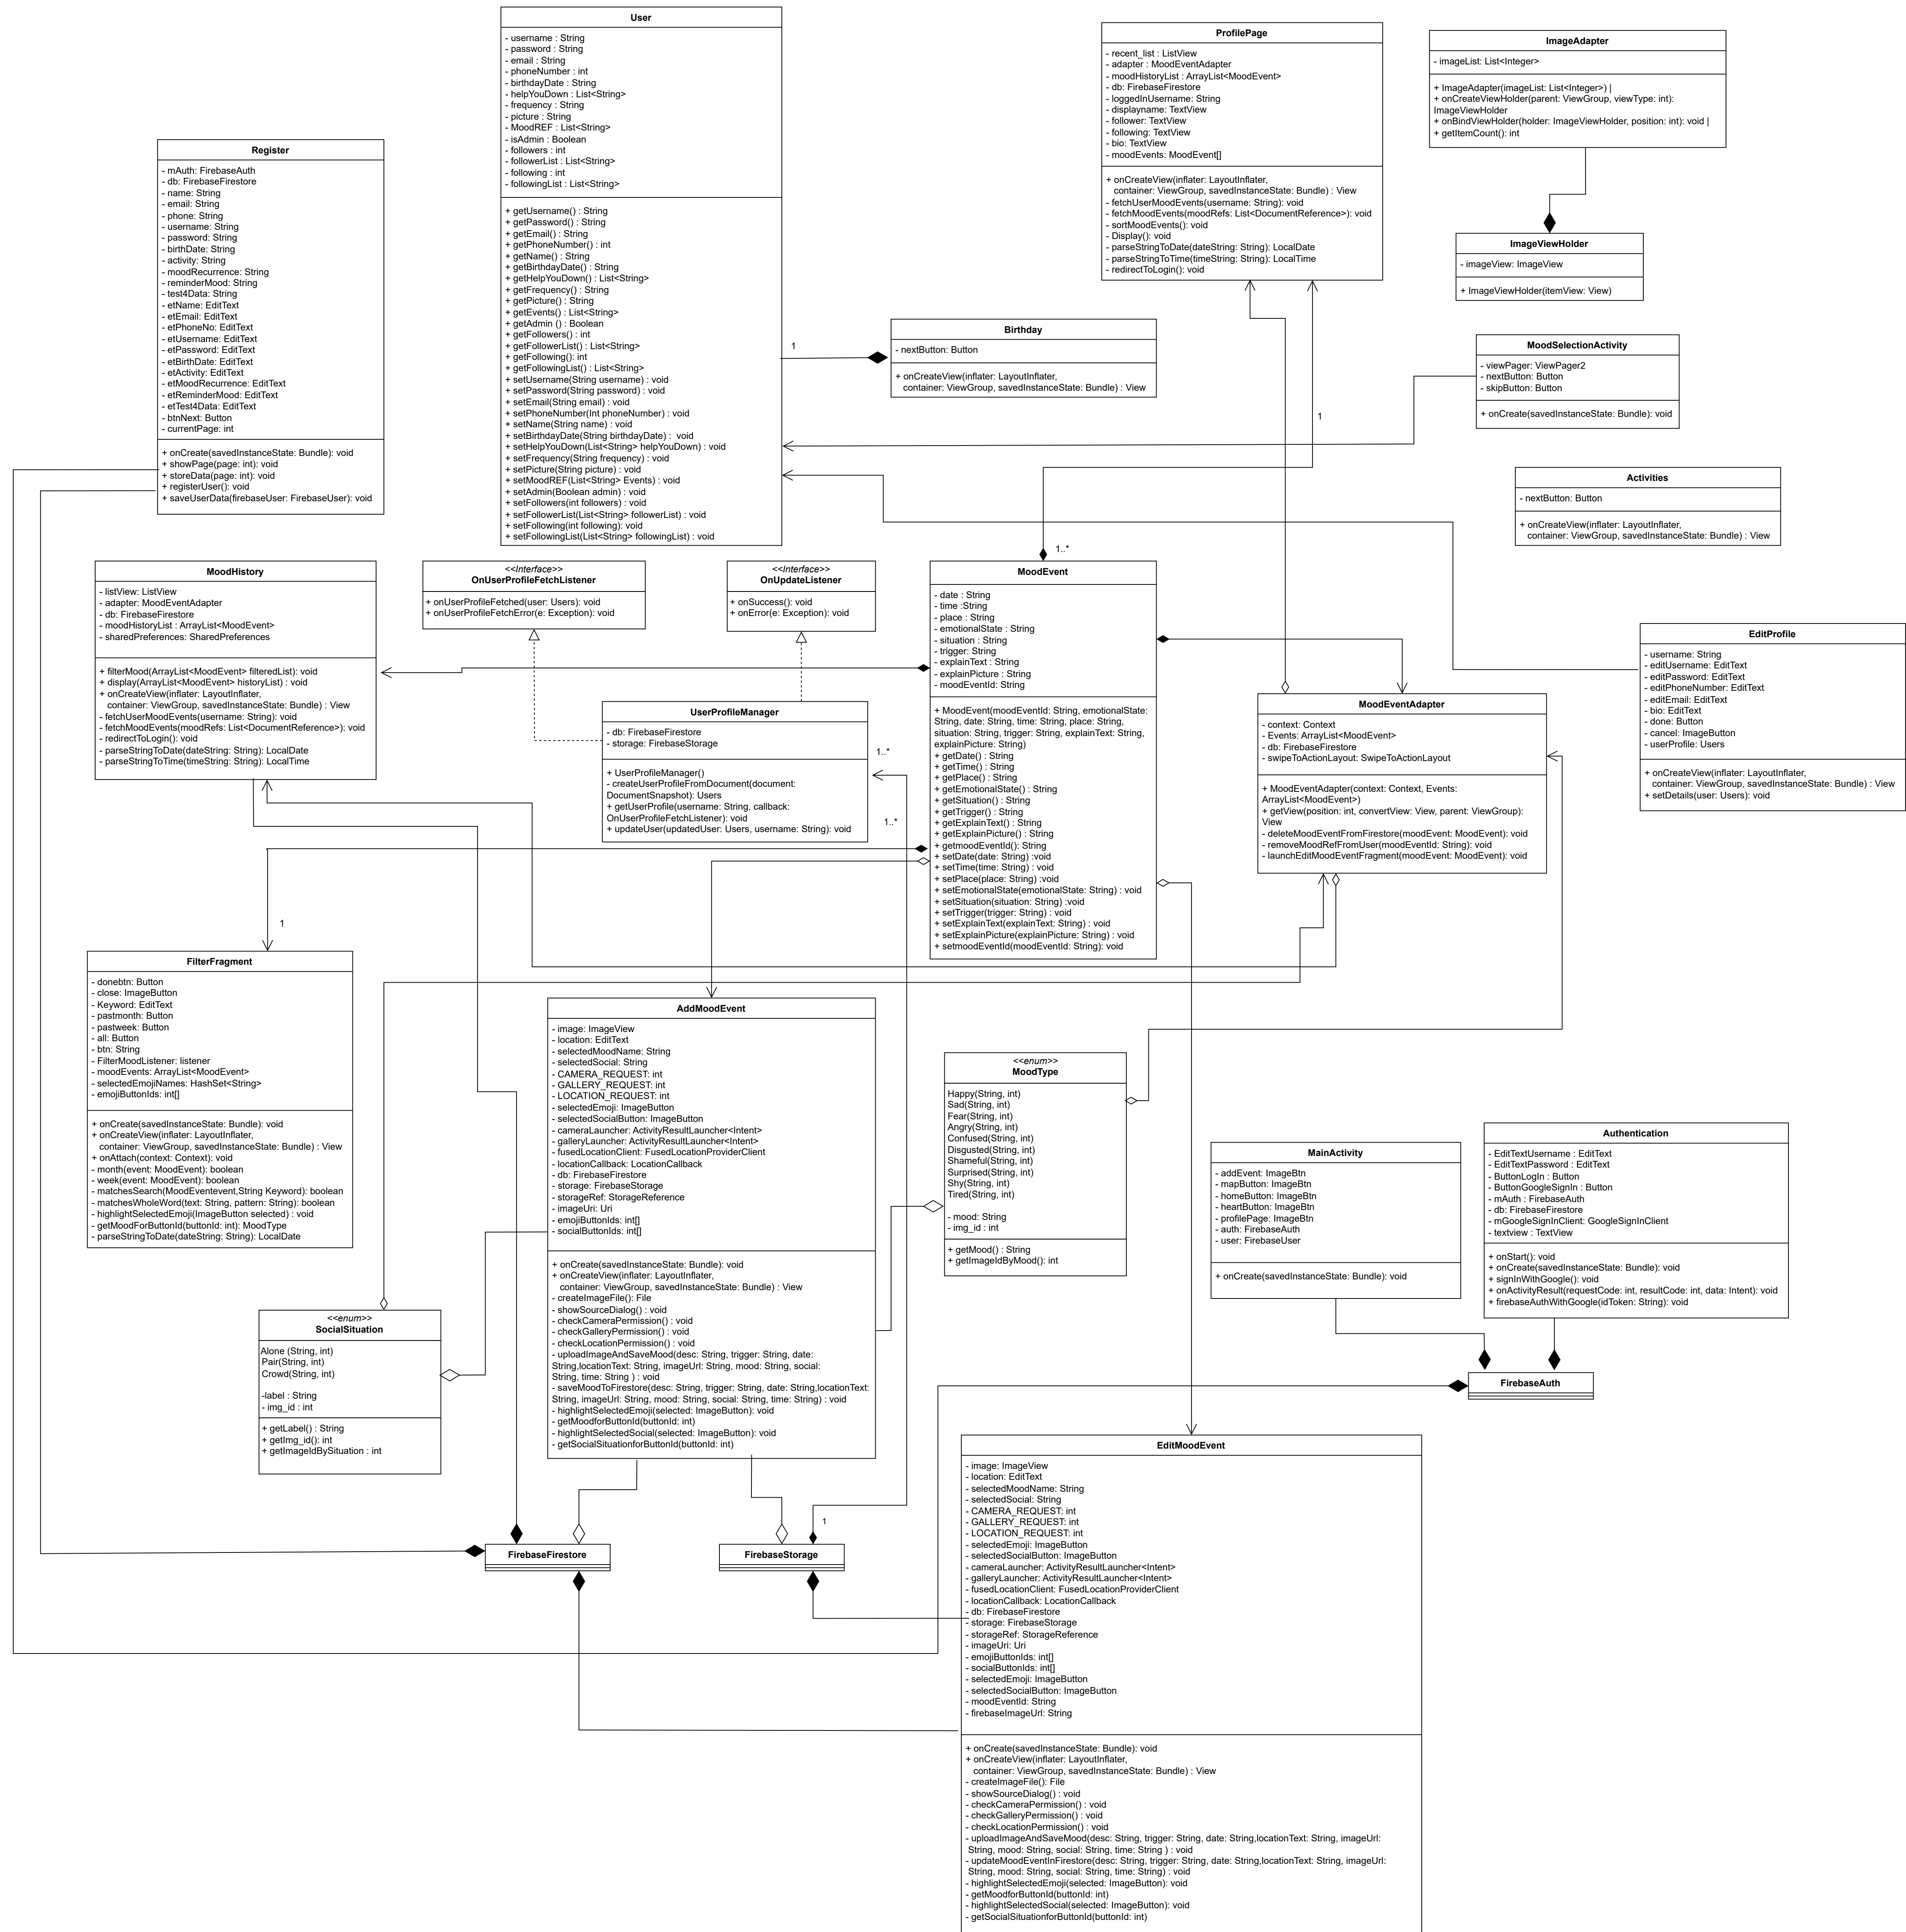 User
- username : String
- password : String
- email : String
- phoneNumber : int
- birthdayDate : String
- helpYouDown : List<String>
- frequency : String
- picture : String
- MoodREF : List<String>
- isAdmin : Boolean
- followers : int
- followerList : List<String>
- following : int
- followingList : List<String>
+ getUsername() : String
+ getPassword() : String
+ getEmail() : String
+ getPhoneNumber() : int
+ getName() : String
+ getBirthdayDate() : String
+ getHelpYouDown() : List<String>
+ getFrequency() : String
+ getPicture() : String
+ getEvents() : List<String>
+ getAdmin () : Boolean
+ getFollowers() : int
+ getFollowerList() : List<String>
+ getFollowing(): int
+ getFollowingList() : List<String>
+ setUsername(String username) : void
+ setPassword(String password) : void
+ setEmail(String email) : void
+ setPhoneNumber(Int phoneNumber) : void
+ setName(String name) : void
+ setBirthdayDate(String birthdayDate) :  void
+ setHelpYouDown(List<String> helpYouDown) : void
+ setFrequency(String frequency) : void
+ setPicture(String picture) : void
+ setMoodREF(List<String> Events) : void
+ setAdmin(Boolean admin) : void
+ setFollowers(int followers) : void
+ setFollowerList(List<String> followerList) : void
+ setFollowing(int following): void
+ setFollowingList(List<String> followingList) : void
ProfilePage
- recent_list : ListView
- adapter : MoodEventAdapter
- moodHistoryList : ArrayList<MoodEvent>
- db: FirebaseFirestore
- loggedInUsername: String
- displayname: TextView
- follower: TextView
- following: TextView
- bio: TextView
- moodEvents: MoodEvent[]
+ onCreateView(inflater: LayoutInflater,
container: ViewGroup, savedInstanceState: Bundle) : View
- fetchUserMoodEvents(username: String): void
- fetchMoodEvents(moodRefs: List<DocumentReference>): void
- sortMoodEvents(): void
- Display(): void
- parseStringToDate(dateString: String): LocalDate
- parseStringToTime(timeString: String): LocalTime
- redirectToLogin(): void
ImageAdapter
- imageList: List<Integer>
+ ImageAdapter(imageList: List<Integer>) |
+ onCreateViewHolder(parent: ViewGroup, viewType: int):
ImageViewHolder
+ onBindViewHolder(holder: ImageViewHolder, position: int): void |
+ getItemCount(): int
Register
- mAuth: FirebaseAuth
- db: FirebaseFirestore
- name: String
- email: String
- phone: String
- username: String
- password: String
- birthDate: String
- activity: String
- moodRecurrence: String
- reminderMood: String
- test4Data: String
- etName: EditText
- etEmail: EditText
- etPhoneNo: EditText
- etUsername: EditText
- etPassword: EditText
- etBirthDate: EditText
- etActivity: EditText
- etMoodRecurrence: EditText
- etReminderMood: EditText
- etTest4Data: EditText
- btnNext: Button
- currentPage: int
+ onCreate(savedInstanceState: Bundle): void
+ showPage(page: int): void
+ storeData(page: int): void
+ registerUser(): void
+ saveUserData(firebaseUser: FirebaseUser): void
ImageViewHolder
- imageView: ImageView
+ ImageViewHolder(itemView: View)
1
Birthday
- nextButton: Button
+ onCreateView(inflater: LayoutInflater,
container: ViewGroup, savedInstanceState: Bundle) : View
MoodSelectionActivity
- viewPager: ViewPager2
- nextButton: Button
- skipButton: Button
+ onCreate(savedInstanceState: Bundle): void
1
Activities
- nextButton: Button
+ onCreateView(inflater: LayoutInflater,
container: ViewGroup, savedInstanceState: Bundle) : View
1..*
MoodHistory
- listView: ListView
- adapter: MoodEventAdapter
- db: FirebaseFirestore
- moodHistoryList : ArrayList<MoodEvent>
- sharedPreferences: SharedPreferences
+ filterMood(ArrayList<MoodEvent> filteredList): void
+ display(ArrayList<MoodEvent> historyList) : void
+ onCreateView(inflater: LayoutInflater,
container: ViewGroup, savedInstanceState: Bundle) : View
- fetchUserMoodEvents(username: String): void
- fetchMoodEvents(moodRefs: List<DocumentReference>): void
- redirectToLogin(): void
- parseStringToDate(dateString: String): LocalDate
- parseStringToTime(timeString: String): LocalTime
<<Interface>>
OnUserProfileFetchListener
+ onUserProfileFetched(user: Users): void
+ onUserProfileFetchError(e: Exception): void
<<Interface>>
OnUpdateListener
+ onSuccess(): void
+ onError(e: Exception): void
MoodEvent
- date : String
- time :String
- place : String
- emotionalState : String
- situation : String
- trigger: String
- explainText : String
- explainPicture : String
- moodEventId: String
+ MoodEvent(moodEventId: String, emotionalState:
String, date: String, time: String, place: String,
situation: String, trigger: String, explainText: String,
explainPicture: String)
+ getDate() : String
+ getTime() : String
+ getPlace() : String
+ getEmotionalState() : String
+ getSituation() : String
+ getTrigger() : String
+ getExplainText() : String
+ getExplainPicture() : String
+ getmoodEventId(): String
+ setDate(date: String) :void
+ setTime(time: String) : void
+ setPlace(place: String) :void
+ setEmotionalState(emotionalState: String) : void
+ setSituation(situation: String) :void
+ setTrigger(trigger: String) : void
+ setExplainText(explainText: String) : void
+ setExplainPicture(explainPicture: String) : void
+ setmoodEventId(moodEventId: String): void
EditProfile
- username: String
- editUsername: EditText
- editPassword: EditText
- editPhoneNumber: EditText
- editEmail: EditText
- bio: EditText
- done: Button
- cancel: ImageButton
- userProfile: Users
+ onCreateView(inflater: LayoutInflater,
container: ViewGroup, savedInstanceState: Bundle) : View
+ setDetails(user: Users): void
UserProfileManager
- db: FirebaseFirestore
- storage: FirebaseStorage
+ UserProfileManager()
- createUserProfileFromDocument(document:
DocumentSnapshot): Users
+ getUserProfile(username: String, callback:
OnUserProfileFetchListener): void
+ updateUser(updatedUser: Users, username: String): void
1..*
1..*
MoodEventAdapter
- context: Context
- Events: ArrayList<MoodEvent>
- db: FirebaseFirestore
- swipeToActionLayout: SwipeToActionLayout
+ MoodEventAdapter(context: Context, Events:
ArrayList<MoodEvent>)
+ getView(position: int, convertView: View, parent: ViewGroup):
View
- deleteMoodEventFromFirestore(moodEvent: MoodEvent): void
- removeMoodRefFromUser(moodEventId: String): void
- launchEditMoodEventFragment(moodEvent: MoodEvent): void
1
FilterFragment
- donebtn: Button
- close: ImageButton
- Keyword: EditText
- pastmonth: Button
- pastweek: Button
- all: Button
- btn: String
- FilterMoodListener: listener
- moodEvents: ArrayList<MoodEvent>
- selectedEmojiNames: HashSet<String>
- emojiButtonIds: int[]
+ onCreate(savedInstanceState: Bundle): void
+ onCreateView(inflater: LayoutInflater,
container: ViewGroup, savedInstanceState: Bundle) : View
+ onAttach(context: Context): void
- month(event: MoodEvent): boolean
- week(event: MoodEvent): boolean
- matchesSearch(MoodEventevent,String Keyword): boolean
- matchesWholeWord(text: String, pattern: String): boolean
- highlightSelectedEmoji(ImageButton selected) : void
- getMoodForButtonId(buttonId: int): MoodType
- parseStringToDate(dateString: String): LocalDate
AddMoodEvent
- image: ImageView
- location: EditText
- selectedMoodName: String
- selectedSocial: String
- CAMERA_REQUEST: int
- GALLERY_REQUEST: int
- LOCATION_REQUEST: int
- selectedEmoji: ImageButton
- selectedSocialButton: ImageButton
- cameraLauncher: ActivityResultLauncher<Intent>
- galleryLauncher: ActivityResultLauncher<Intent>
- fusedLocationClient: FusedLocationProviderClient
- locationCallback: LocationCallback
- db: FirebaseFirestore
- storage: FirebaseStorage
- storageRef: StorageReference
- imageUri: Uri
- emojiButtonIds: int[]
- socialButtonIds: int[]
+ onCreate(savedInstanceState: Bundle): void
+ onCreateView(inflater: LayoutInflater,
container: ViewGroup, savedInstanceState: Bundle) : View
- createImageFile(): File
- showSourceDialog() : void
- checkCameraPermission() : void
- checkGalleryPermission() : void
- checkLocationPermission() : void
- uploadImageAndSaveMood(desc: String, trigger: String, date:
String,locationText: String, imageUrl: String, mood: String, social:
String, time: String ) : void
- saveMoodToFirestore(desc: String, trigger: String, date: String,locationText:
String, imageUrl: String, mood: String, social: String, time: String) : void
- highlightSelectedEmoji(selected: ImageButton): void
- getMoodforButtonId(buttonId: int)
- highlightSelectedSocial(selected: ImageButton): void
- getSocialSituationforButtonId(buttonId: int)
<<enum>>
MoodType
Happy(String, int)
Sad(String, int)
Fear(String, int)
Angry(String, int)
Confused(String, int)
Disgusted(String, int)
Shameful(String, int)
Surprised(String, int)
Shy(String, int)
Tired(String, int)
- mood: String
- img_id : int
+ getMood() : String
+ getImageIdByMood(): int
MainActivity
- addEvent: ImageBtn
- mapButton: ImageBtn
- homeButton: ImageBtn
- heartButton: ImageBtn
- profilePage: ImageBtn
- auth: FirebaseAuth
- user: FirebaseUser
+ onCreate(savedInstanceState: Bundle): void
Authentication
- EditTextUsername : EditText
- EditTextPassword : EditText
- ButtonLogIn : Button
- ButtonGoogleSignIn : Button
- mAuth : FirebaseAuth
- db: FirebaseFirestore
- mGoogleSignInClient: GoogleSignInClient
- textview : TextView
+ onStart(): void
+ onCreate(savedInstanceState: Bundle): void
+ signInWithGoogle(): void
+ onActivityResult(requestCode: int, resultCode: int, data: Intent): void
+ firebaseAuthWithGoogle(idToken: String): void
<<enum>>
SocialSituation
Alone (String, int)
Pair(String, int)
Crowd(String, int)
-label : String
- img_id : int
+ getLabel() : String
+ getImg_id(): int
+ getImageIdBySituation : int
FirebaseAuth
EditMoodEvent
- image: ImageView
- location: EditText
- selectedMoodName: String
- selectedSocial: String
- CAMERA_REQUEST: int
- GALLERY_REQUEST: int
- LOCATION_REQUEST: int
- selectedEmoji: ImageButton
- selectedSocialButton: ImageButton
- cameraLauncher: ActivityResultLauncher<Intent>
- galleryLauncher: ActivityResultLauncher<Intent>
- fusedLocationClient: FusedLocationProviderClient
- locationCallback: LocationCallback
- db: FirebaseFirestore
- storage: FirebaseStorage
- storageRef: StorageReference
- imageUri: Uri
- emojiButtonIds: int[]
- socialButtonIds: int[]
- selectedEmoji: ImageButton
- selectedSocialButton: ImageButton
- moodEventId: String
- firebaseImageUrl: String
+ onCreate(savedInstanceState: Bundle): void
+ onCreateView(inflater: LayoutInflater,
container: ViewGroup, savedInstanceState: Bundle) : View
- createImageFile(): File
- showSourceDialog() : void
- checkCameraPermission() : void
- checkGalleryPermission() : void
- checkLocationPermission() : void
- uploadImageAndSaveMood(desc: String, trigger: String, date: String,locationText: String, imageUrl:
String, mood: String, social: String, time: String ) : void
- updateMoodEventInFirestore(desc: String, trigger: String, date: String,locationText: String, imageUrl:
String, mood: String, social: String, time: String) : void
- highlightSelectedEmoji(selected: ImageButton): void
- getMoodforButtonId(buttonId: int)
- highlightSelectedSocial(selected: ImageButton): void
- getSocialSituationforButtonId(buttonId: int)
1
FirebaseFirestore
FirebaseStorage